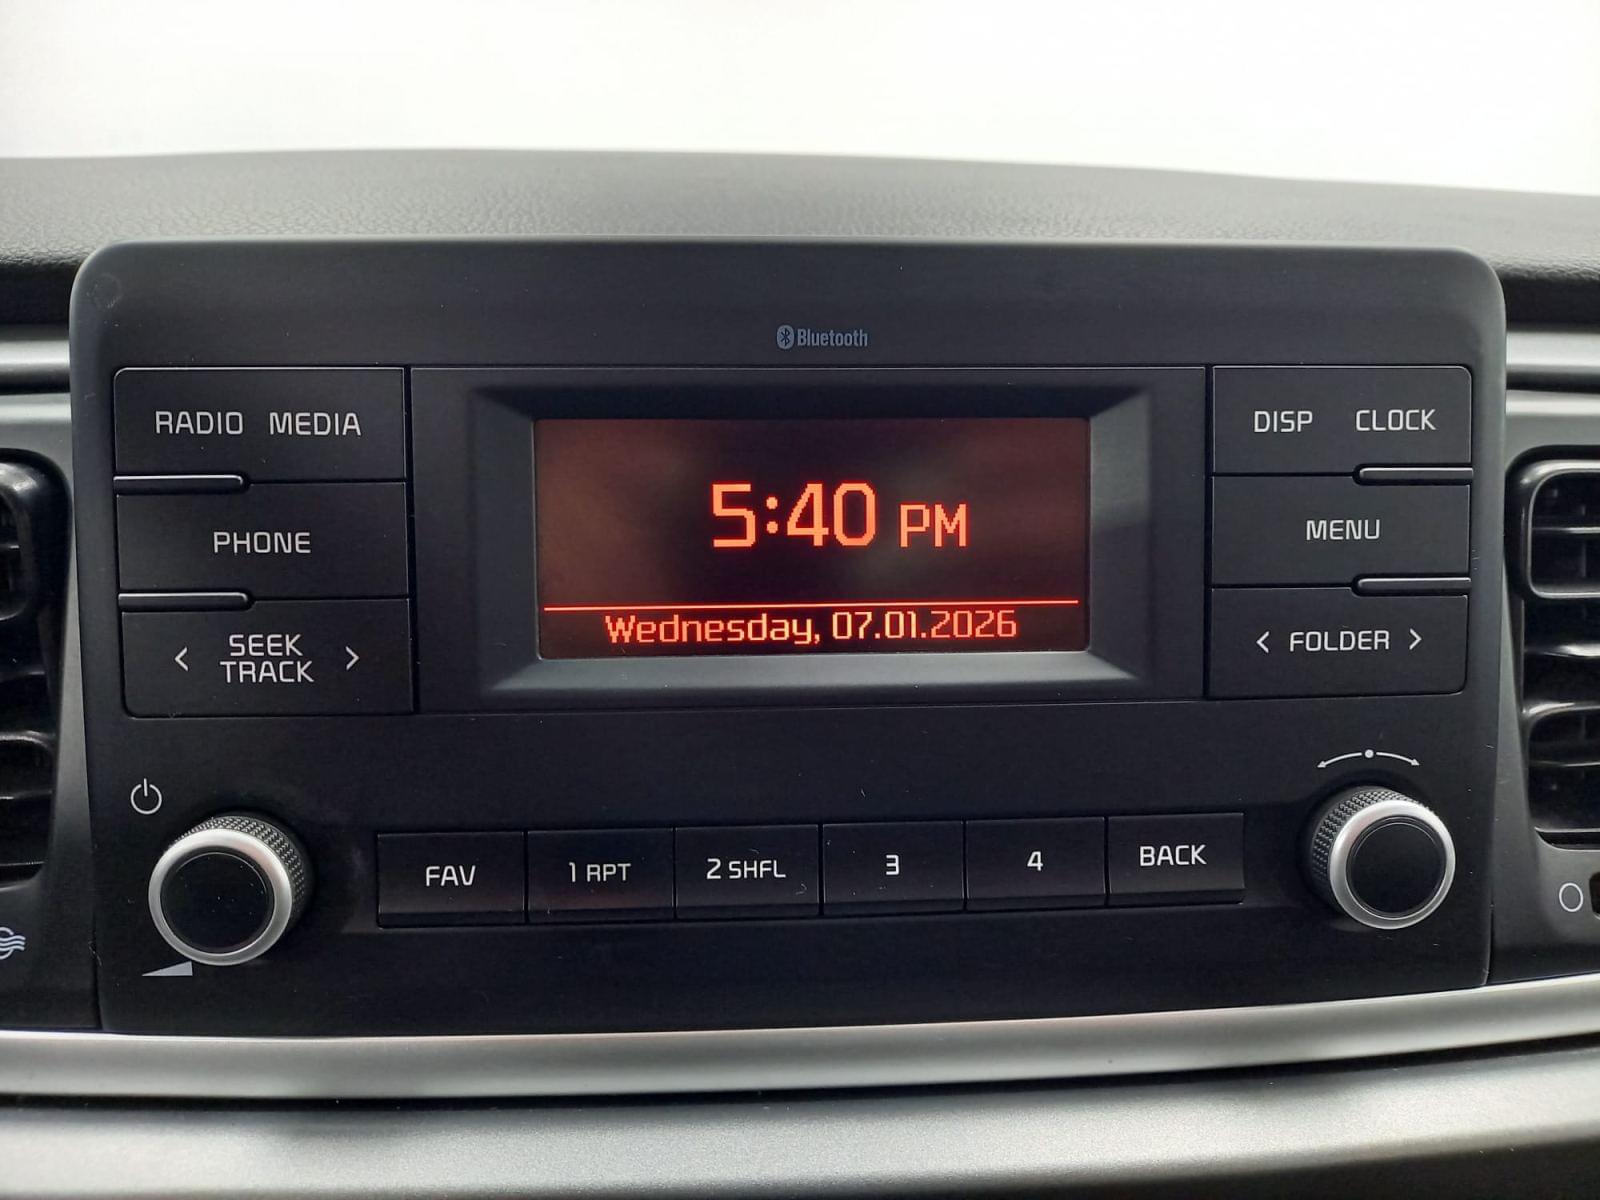 Bluetooth
RADIO MEDIA
DISP CLOCK
5:40 PM
PHONE
MENU
Wednesday, 07.01.2026
< SEEK TRACK >
< FOLDER >
FAV
1 RPT
2 SHFL
3
4
BACK